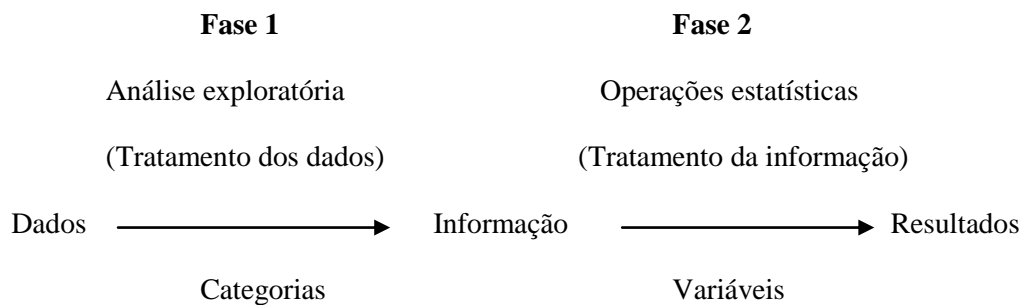 Fase 1 Fase 2
Análise exploratória Operações estatísticas
(Tratamento dos dados) (Tratamento da informação)
Dados Informação Resultados
Categorias Variáveis